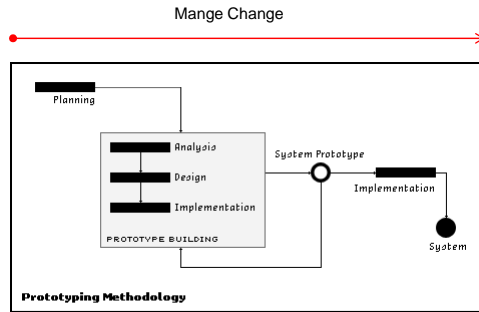 Mange Change
Planning
Analysis
System Prototype
Design
Implementation
Implementation
PROTOTYPE BUILDING
System
Prototyping Methodology